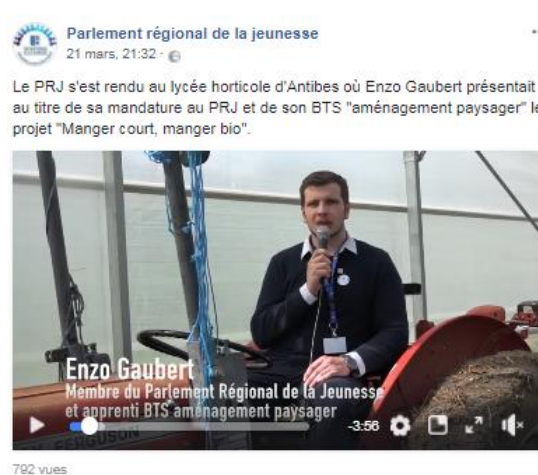 Parlement régional de la jeunesse
21 mars, 21:32 ·
Le PRJ s'est rendu au lycée horticole d'Antibes où Enzo Gaubert présentait
au titre de sa mandature au PRJ et de son BTS "aménagement paysager" le
projet "Manger court, manger bio".
Enzo Gaubert
Membre du Parlement Régional de la Jeunesse
et apprenti BTS aménagement paysager
-3:56
FERGUSON
792 vues